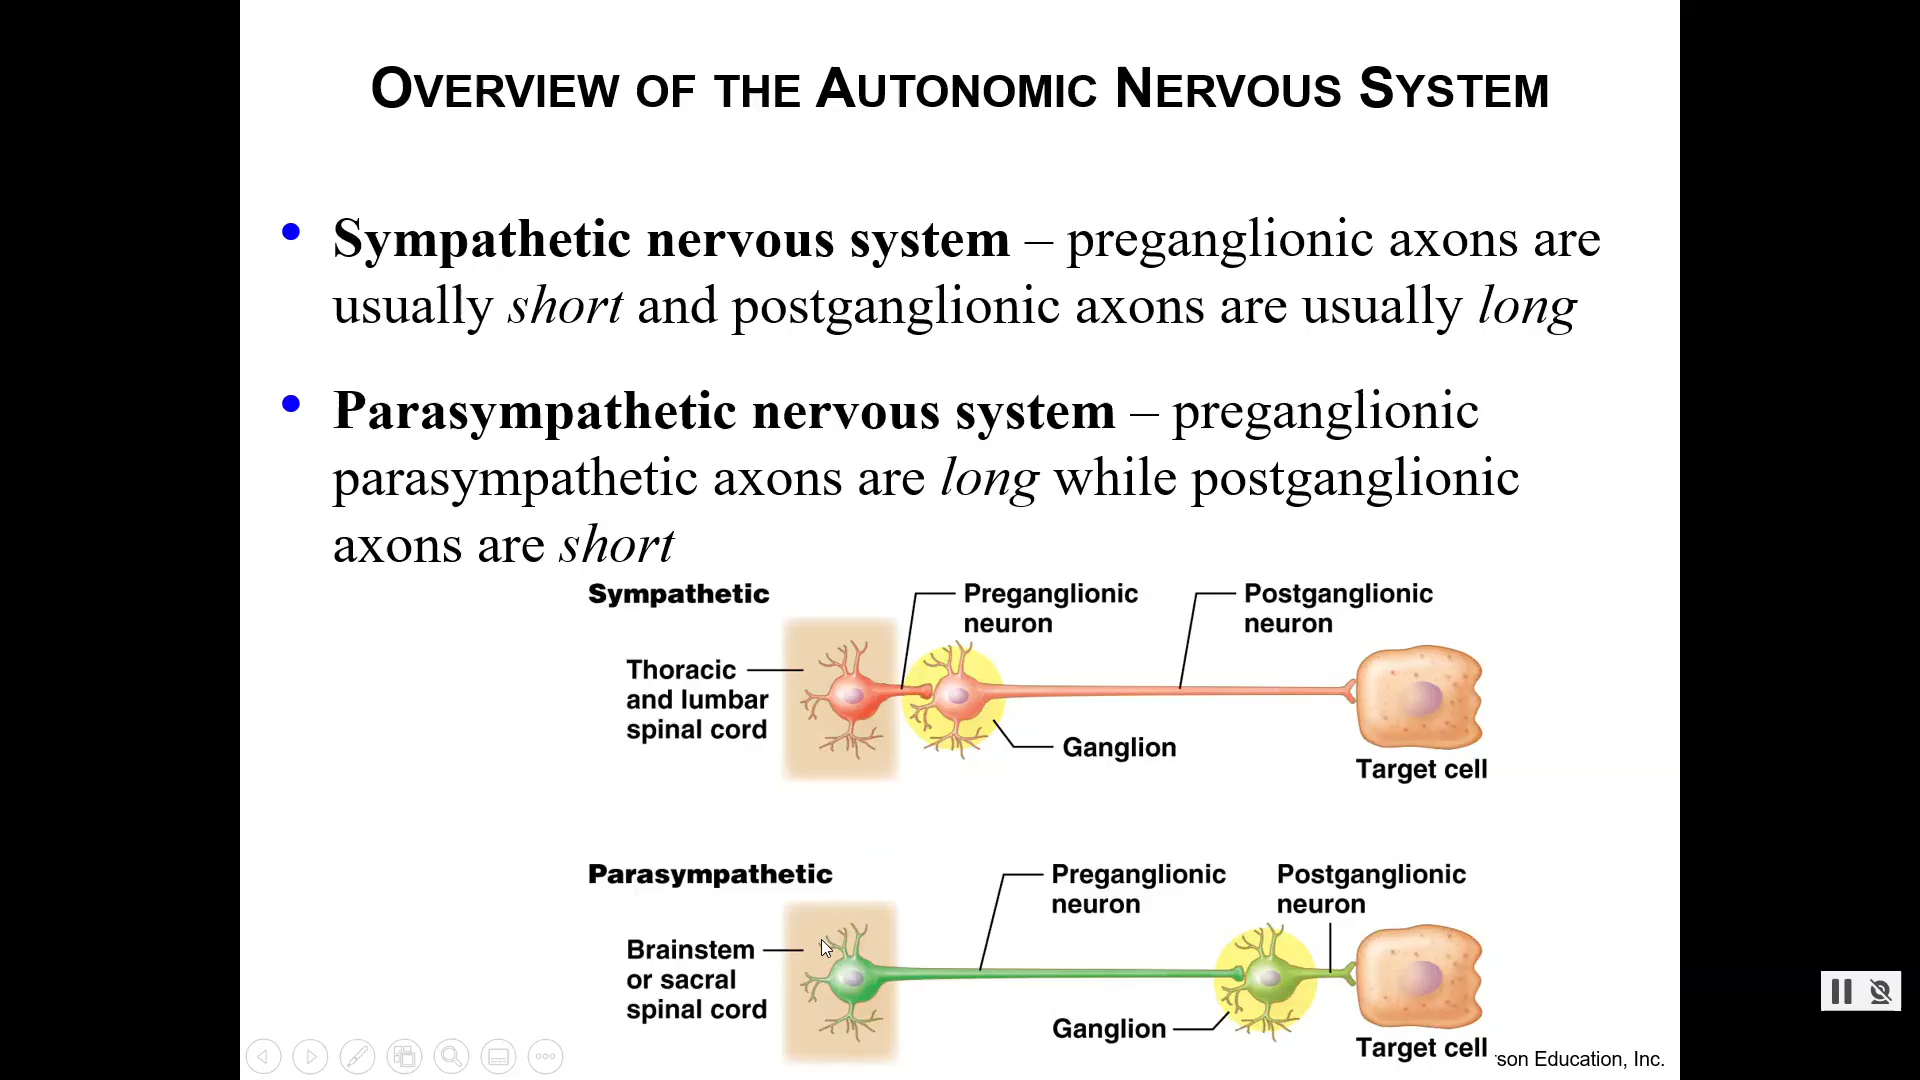 OVERVIEW OF THE AUTONOMIC NERVOUS SYSTEM
• Sympathetic nervous system – preganglionic axons are
usually short and postganglionic axons are usually long
• Parasympathetic nervous system – preganglionic
parasympathetic axons are long while postganglionic
axons are short
Sympathetic
Preganglionic
neuron
Postganglionic
neuron
Thoracic
and lumbar
spinal cord
Ganglion
Target cell
Parasympathetic
Preganglionic
neuron
Postganglionic
neuron
Brainstem
or sacral
spinal cord
Ganglion
Target cell
son Education, Inc.